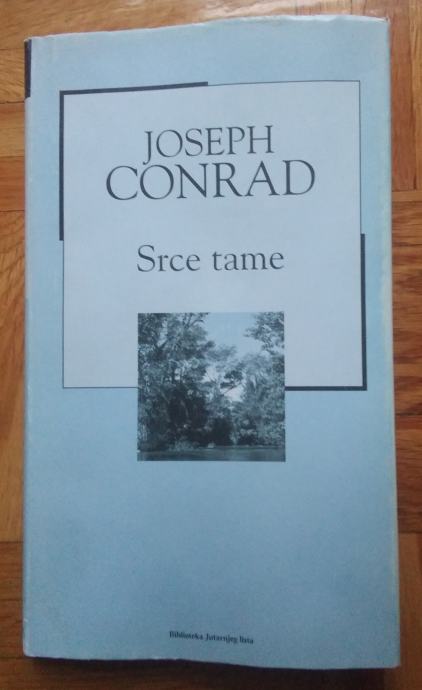 JOSEPH
CONRAD
Srce tame
Biblioteka Jutarnjeg lista